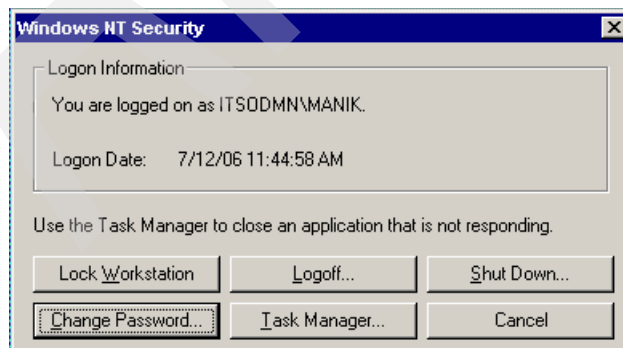 Windows NT Security
Logon Information
You are logged on as ITSODMN\MANIK.
Logon Date: 7/12/06 11:44:58 AM
Use the Task Manager to close an application that is not responding.
Lock Workstation Logoff... Shut Down...
Change Password... Task Manager... Cancel